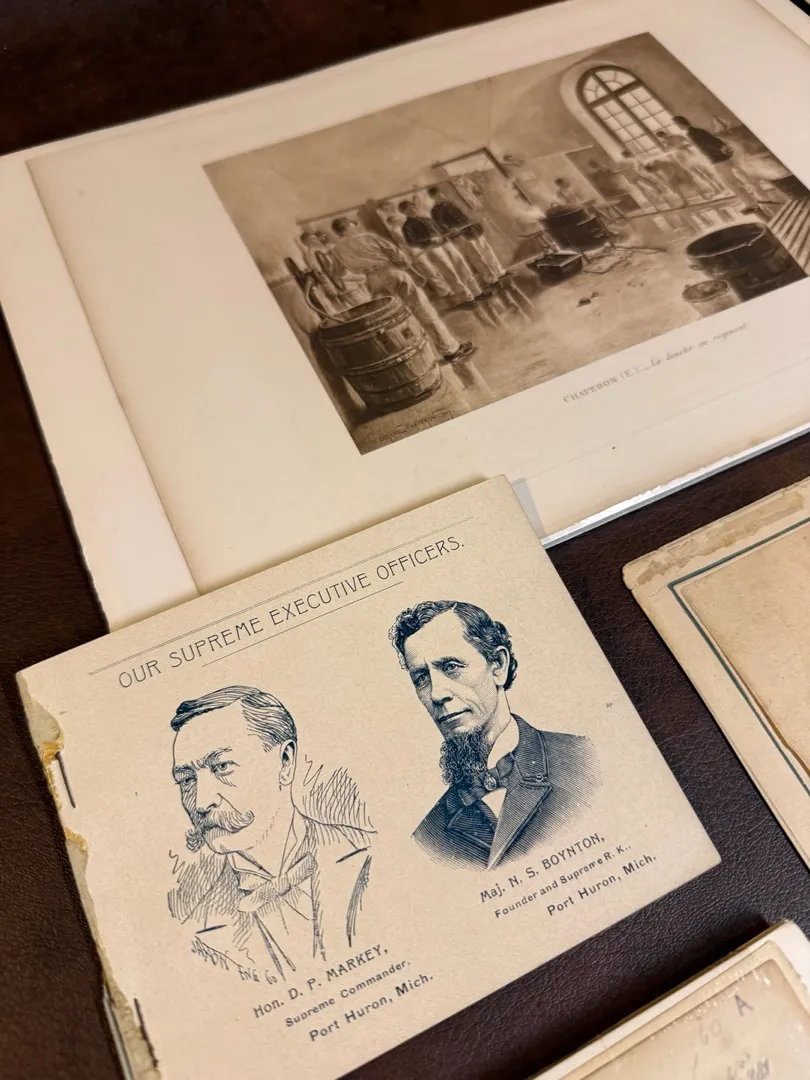 CHAPERON (E.) _ La douche au regiment.
OUR SUPREME EXECUTIVE OFFICERS.
Hon. D. P. MARKEY,
Supreme Commander,
Port Huron, Mich.
Maj. N. S. BOYNTON,
Founder and Supreme R. K.,
Port Huron, Mich.
A